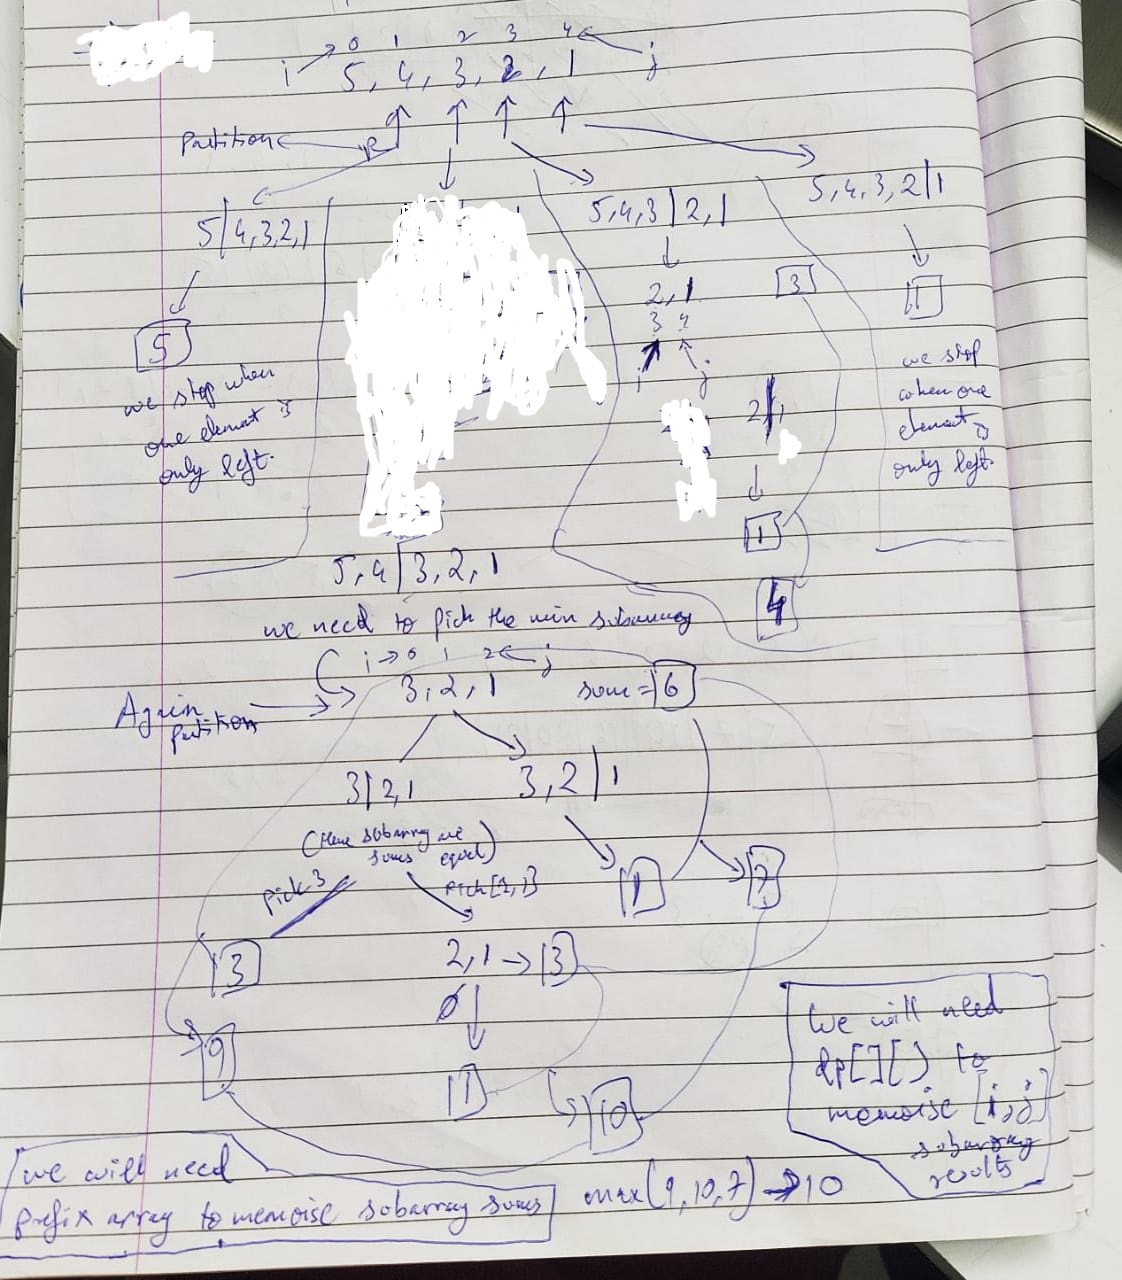 0 1 2 3 4
i → 5, 4, 3, 2, 1 j
Partition
P
5|4,3,2,1
5,4,3|2,1
5,4,3,2|1
5
we stop when
one element is
only left.
2,1
3 4
i j
3
2|1
1
4
1
we stop
when one
element is
only left.
5,4|3,2,1
we need to pick the min subarray
i→0 1 2 j
Again
partition
3,2,1 sum = 6
3|2,1
3,2|1
(Here subarray are
sums equal)
Pick 3
Pick [2,1]
1
7
3
2,1 → 3
9
1
10
We will need
dp[][] to
memoise [i,j]
subarray
results
we will need
prefix array to memoise subarray sums
max(9,10,7) → 10